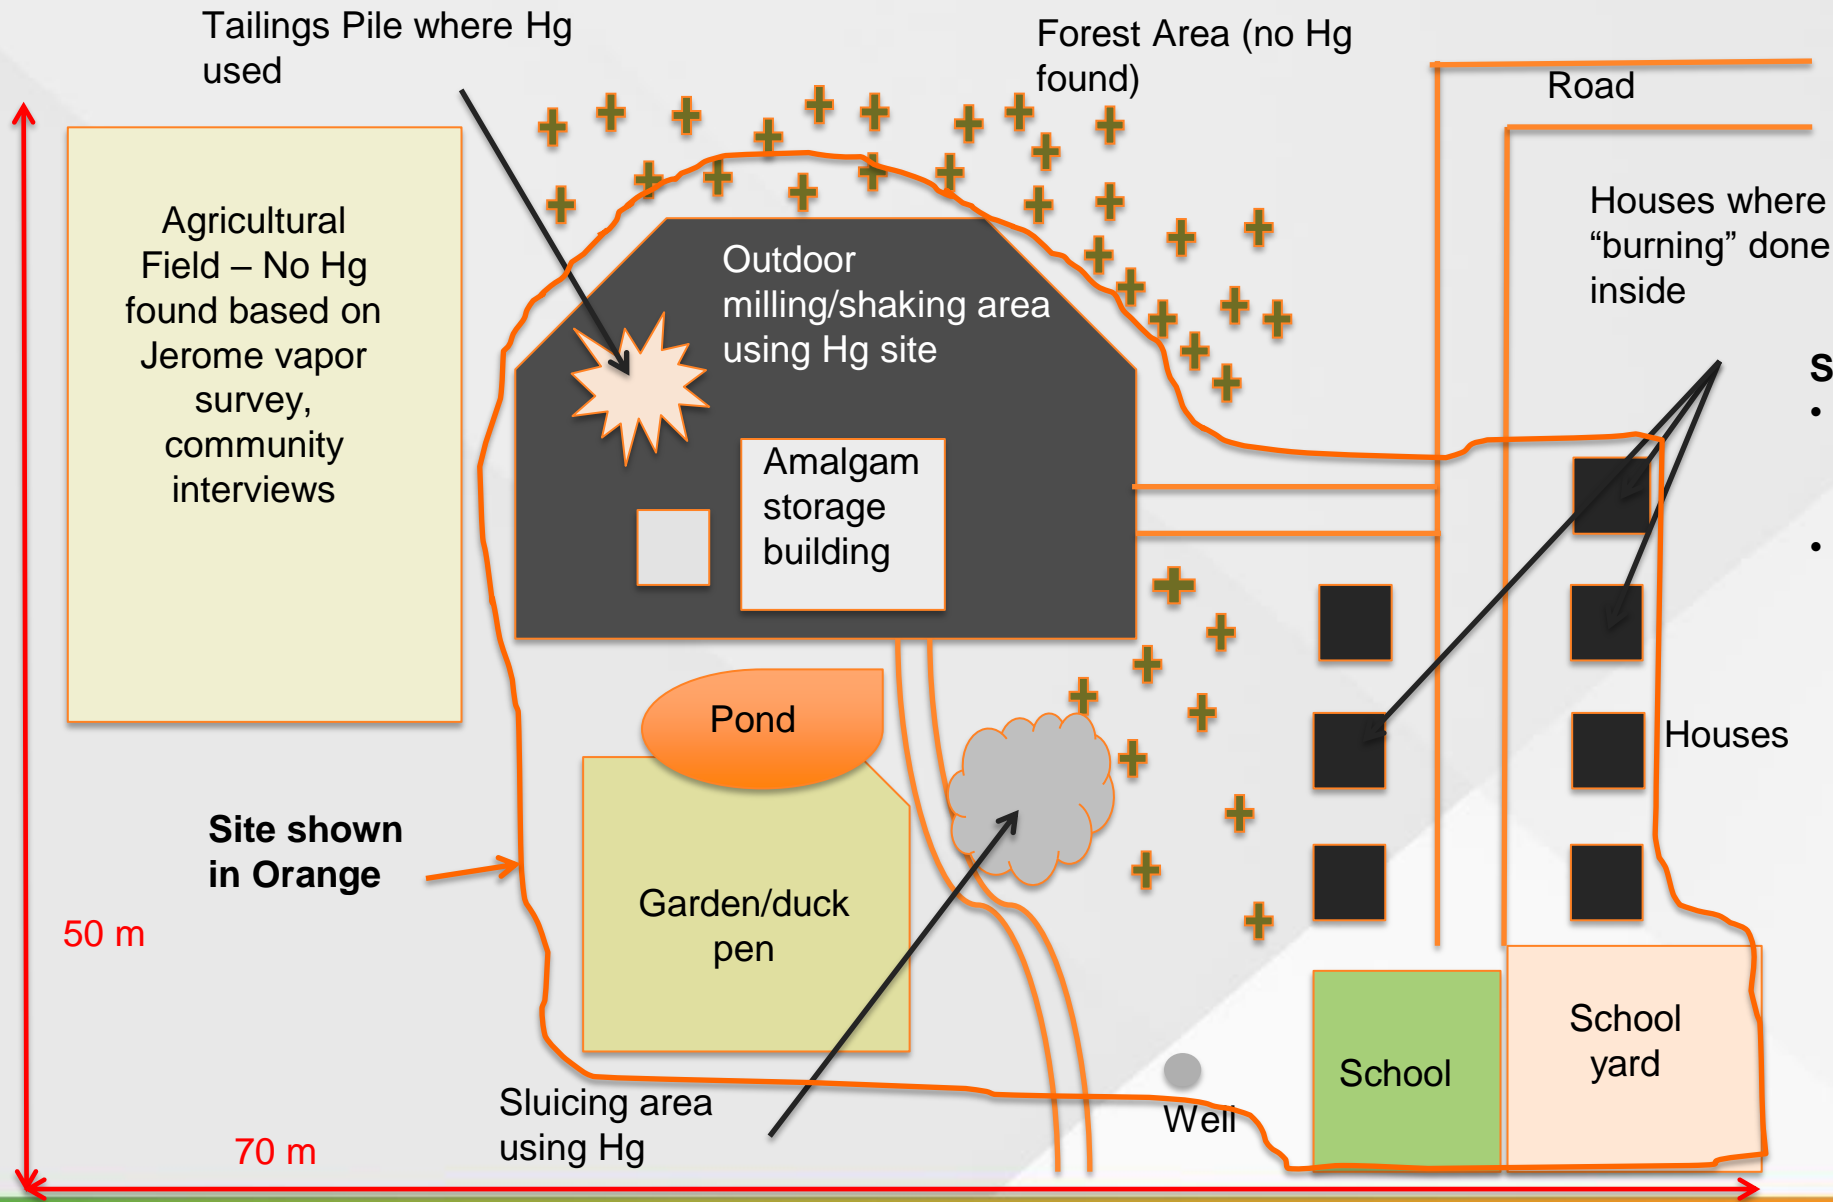 Tailings Pile where Hg
used
Forest Area (no Hg
found)
Road
Agricultural
Field – No Hg
found based on
Jerome vapor
survey,
community
interviews
Outdoor
milling/shaking area
using Hg site
Houses where
“burning” done
inside
S
•
•
Amalgam
storage
building
Pond
Houses
Site shown
in Orange
Garden/duck
pen
50 m
School
School
yard
Well
Sluicing area
using Hg
70 m